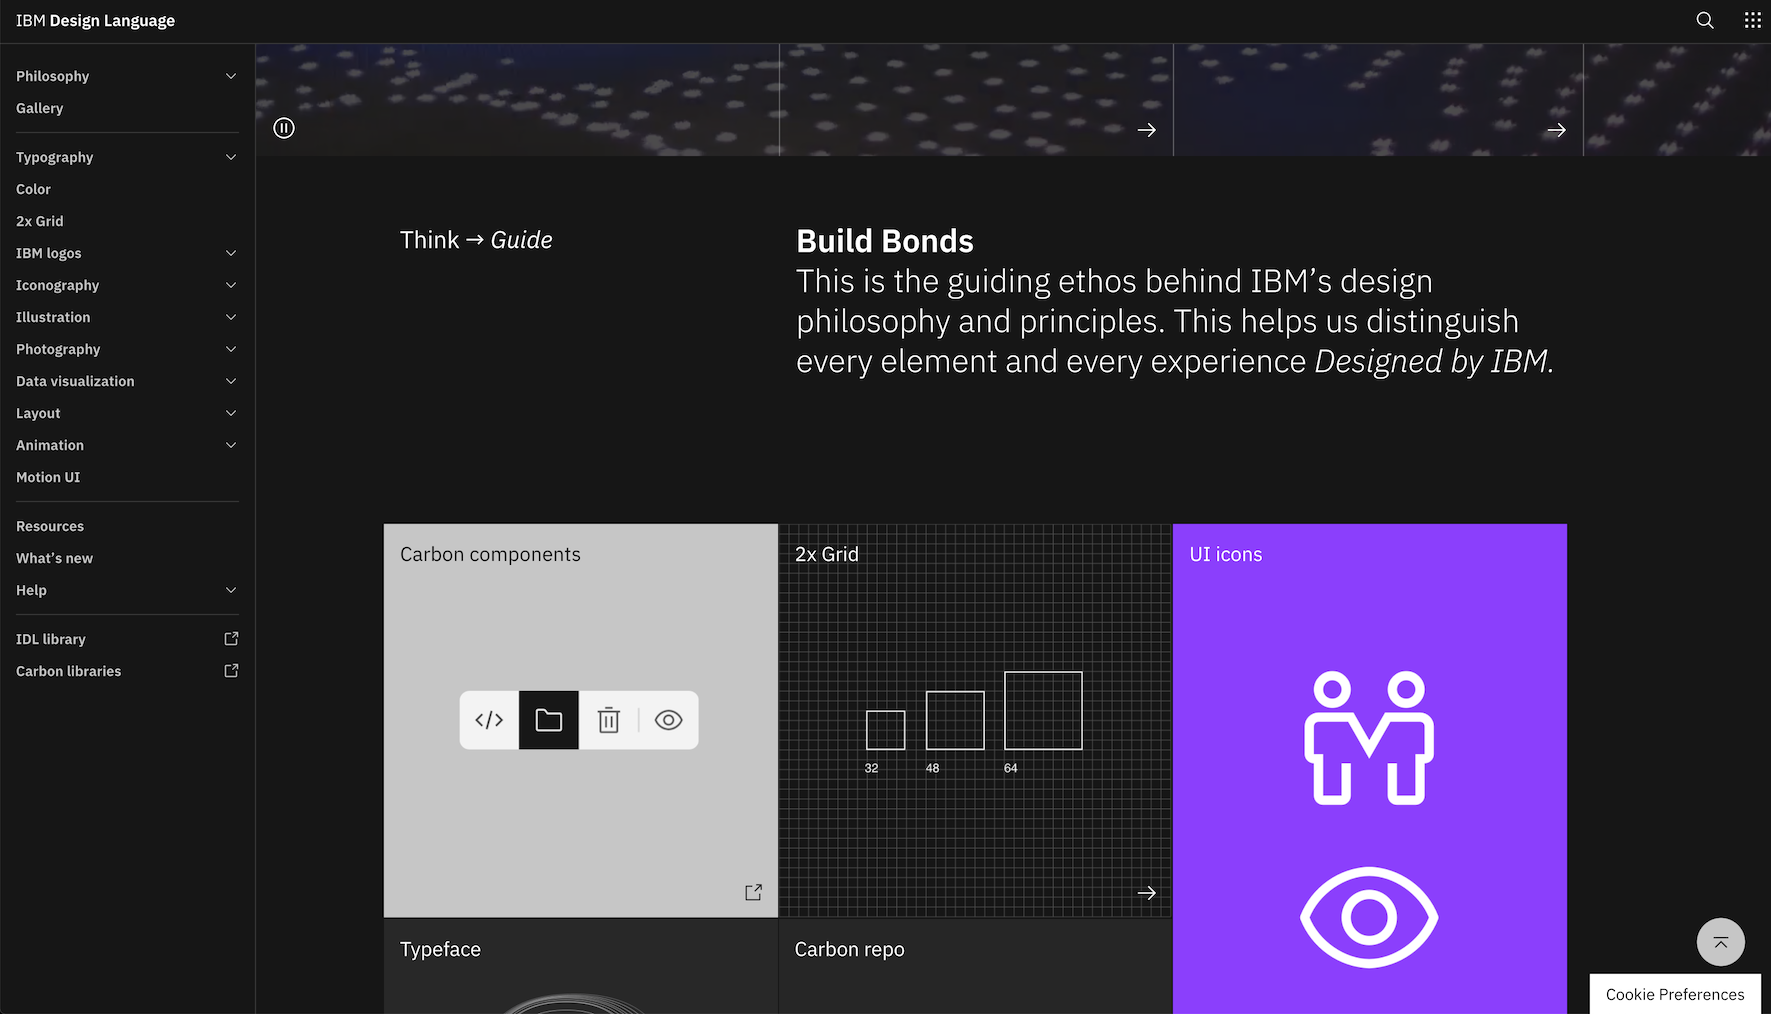 IBM Design Language
Philosophy
Gallery
Typography
Color
2x Grid
IBM logos
Iconography
Illustration
Photography
Data visualization
Layout
Animation
Motion UI
Resources
What’s new
Help
IDL library
Carbon libraries
Think → Guide
Build Bonds
This is the guiding ethos behind IBM’s design
philosophy and principles. This helps us distinguish
every element and every experience Designed by IBM.
Carbon components
2x Grid
32 48 64
UI icons
Typeface
Carbon repo
Cookie Preferences